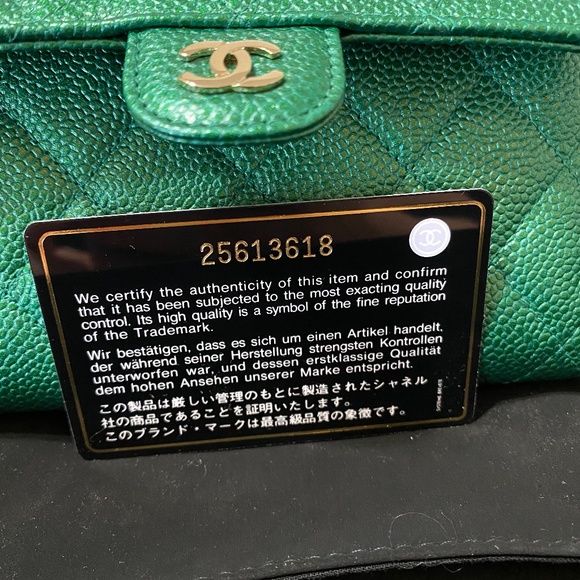 25613618
We certify the authenticity of this item and confirm
that it has been subjected to the most exacting quality
control. Its high quality is a symbol of the fine reputation
of the Trademark.
Wir bestätigen, dass es sich um einen Artikel handelt,
der während seiner Herstellung strengsten Kontrollen
unterworfen war, und dessen erstklassige Qualität
dem hohen Ansehen unserer Marke entspricht.
この製品は厳しい管理のもとに製造されたシャネル
社の商品であることを証明いたします。
このブランド・マークは最高級品質の象徴です。